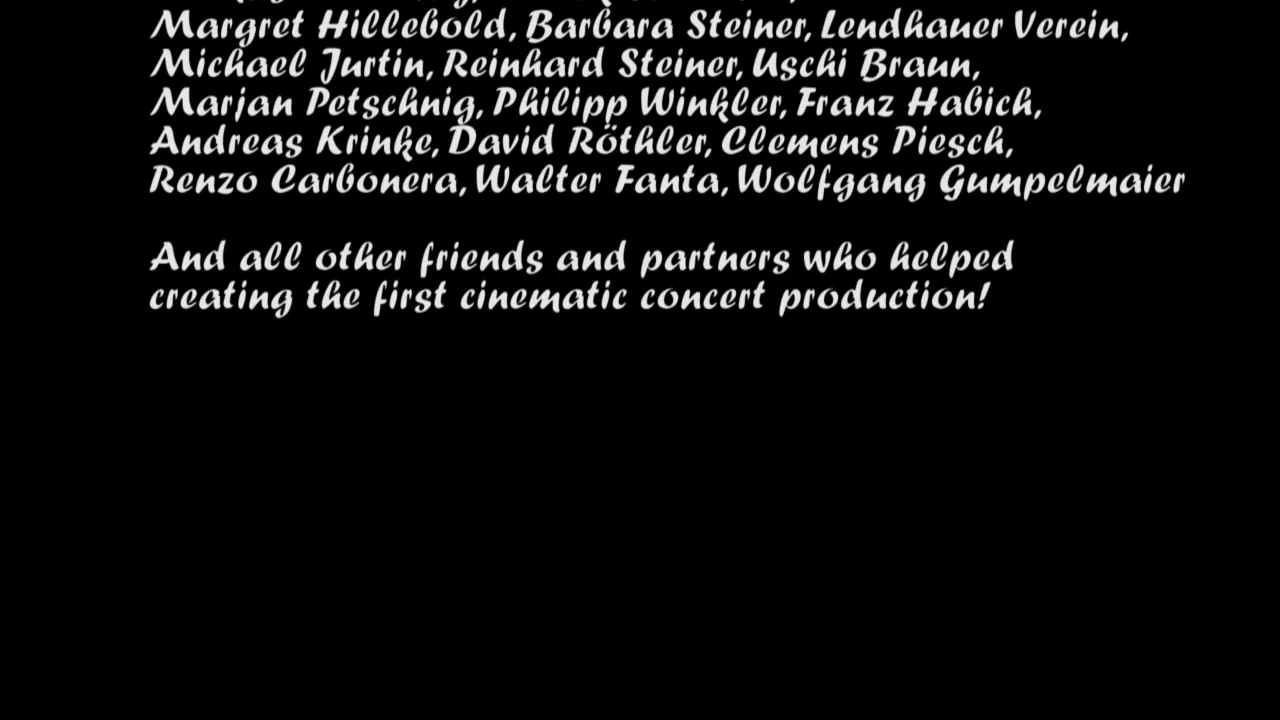 Margret Hillebold, Barbara Steiner, Lendhauer Verein,
Michael Jurtin, Reinhard Steiner, Uschi Braun,
Marjan Petschnig, Philipp Winkler, Franz Habich,
Andreas Krinke, David Röthler, Clemens Piesch,
Renzo Carbonera, Walter Fanta, Wolfgang Gumpelmaier
And all other friends and partners who helped
creating the first cinematic concert production!